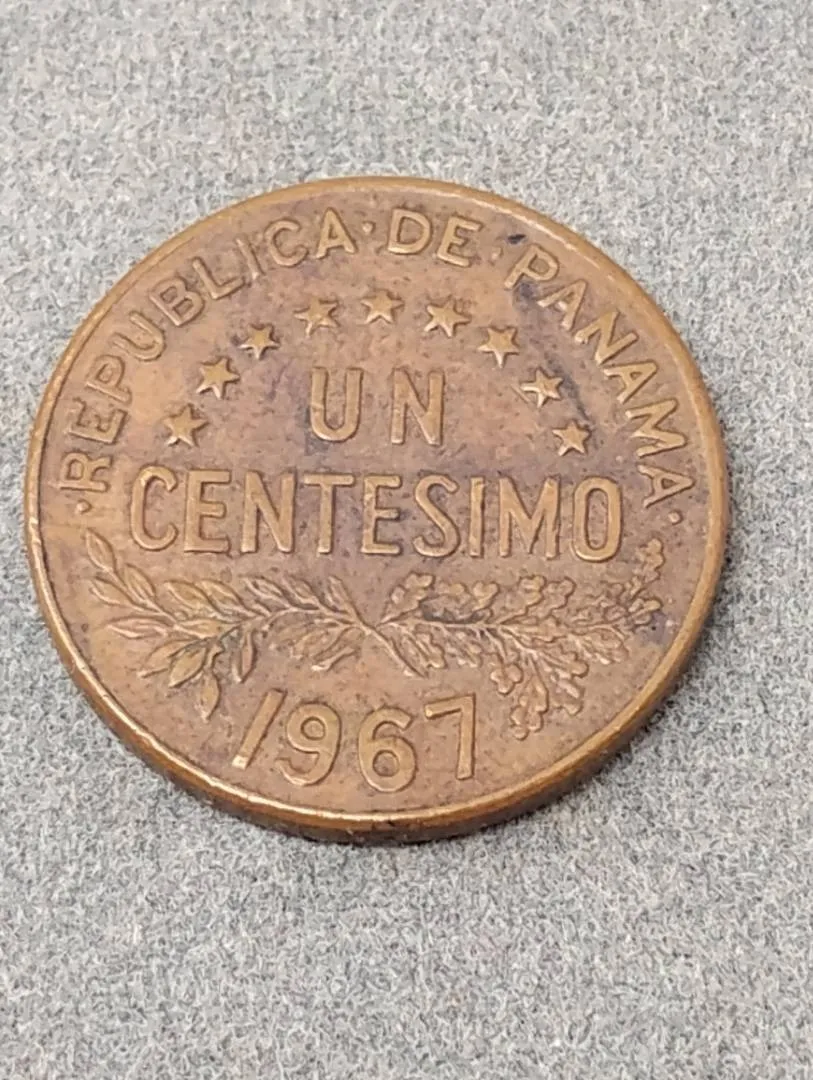 ·REPUBLICA·DE·PANAMA·
UN
CENTESIMO
1967